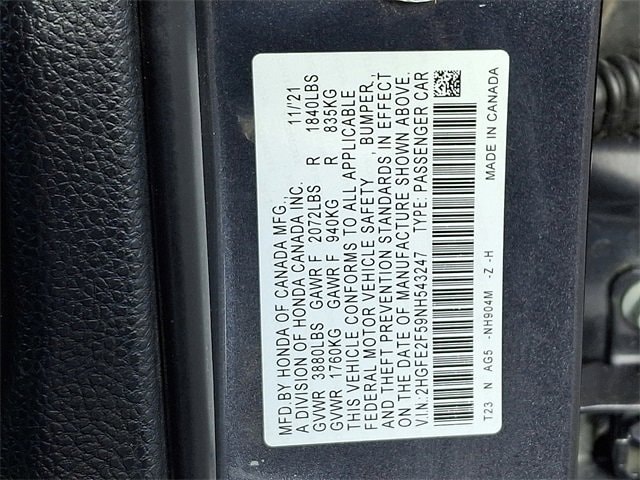 MFD.BY HONDA OF CANADA MFG., 11/'21
A DIVISION OF HONDA CANADA INC.
GVWR 3880LBS GAWR F 2072LBS R 1840LBS
GVWR 1760KG GAWR F 940KG R 835KG
THIS VEHICLE CONFORMS TO ALL APPLICABLE
FEDERAL MOTOR VEHICLE SAFETY , BUMPER,
AND THEFT PREVENTION STANDARDS IN EFFECT
ON THE DATE OF MANUFACTURE SHOWN ABOVE.
V.I.N: 2HGFE2F59NH543247 TYPE: PASSENGER CAR
T23 N AG5 -NH904M -Z -H MADE IN CANADA